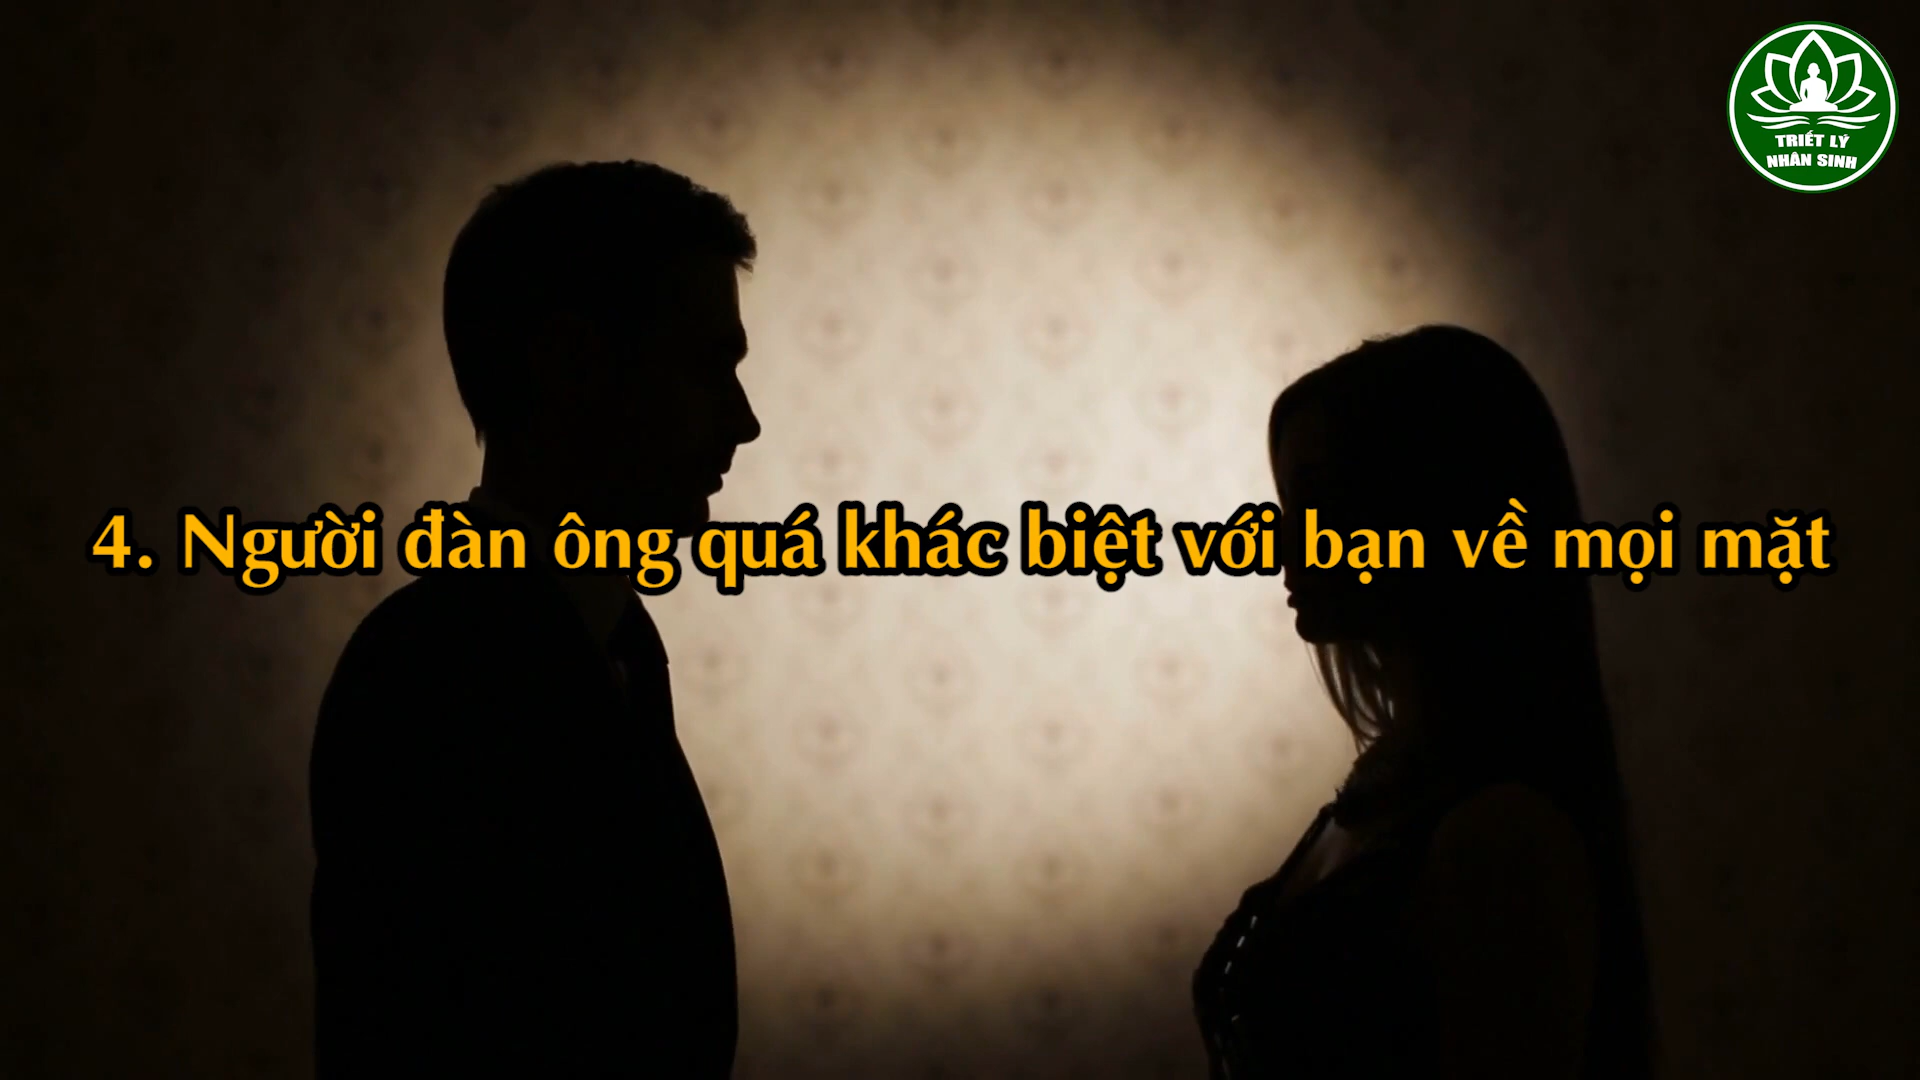 TRIẾT LÝ
NHÂN SINH
4. Người đàn ông quá khác biệt với bạn về mọi mặt